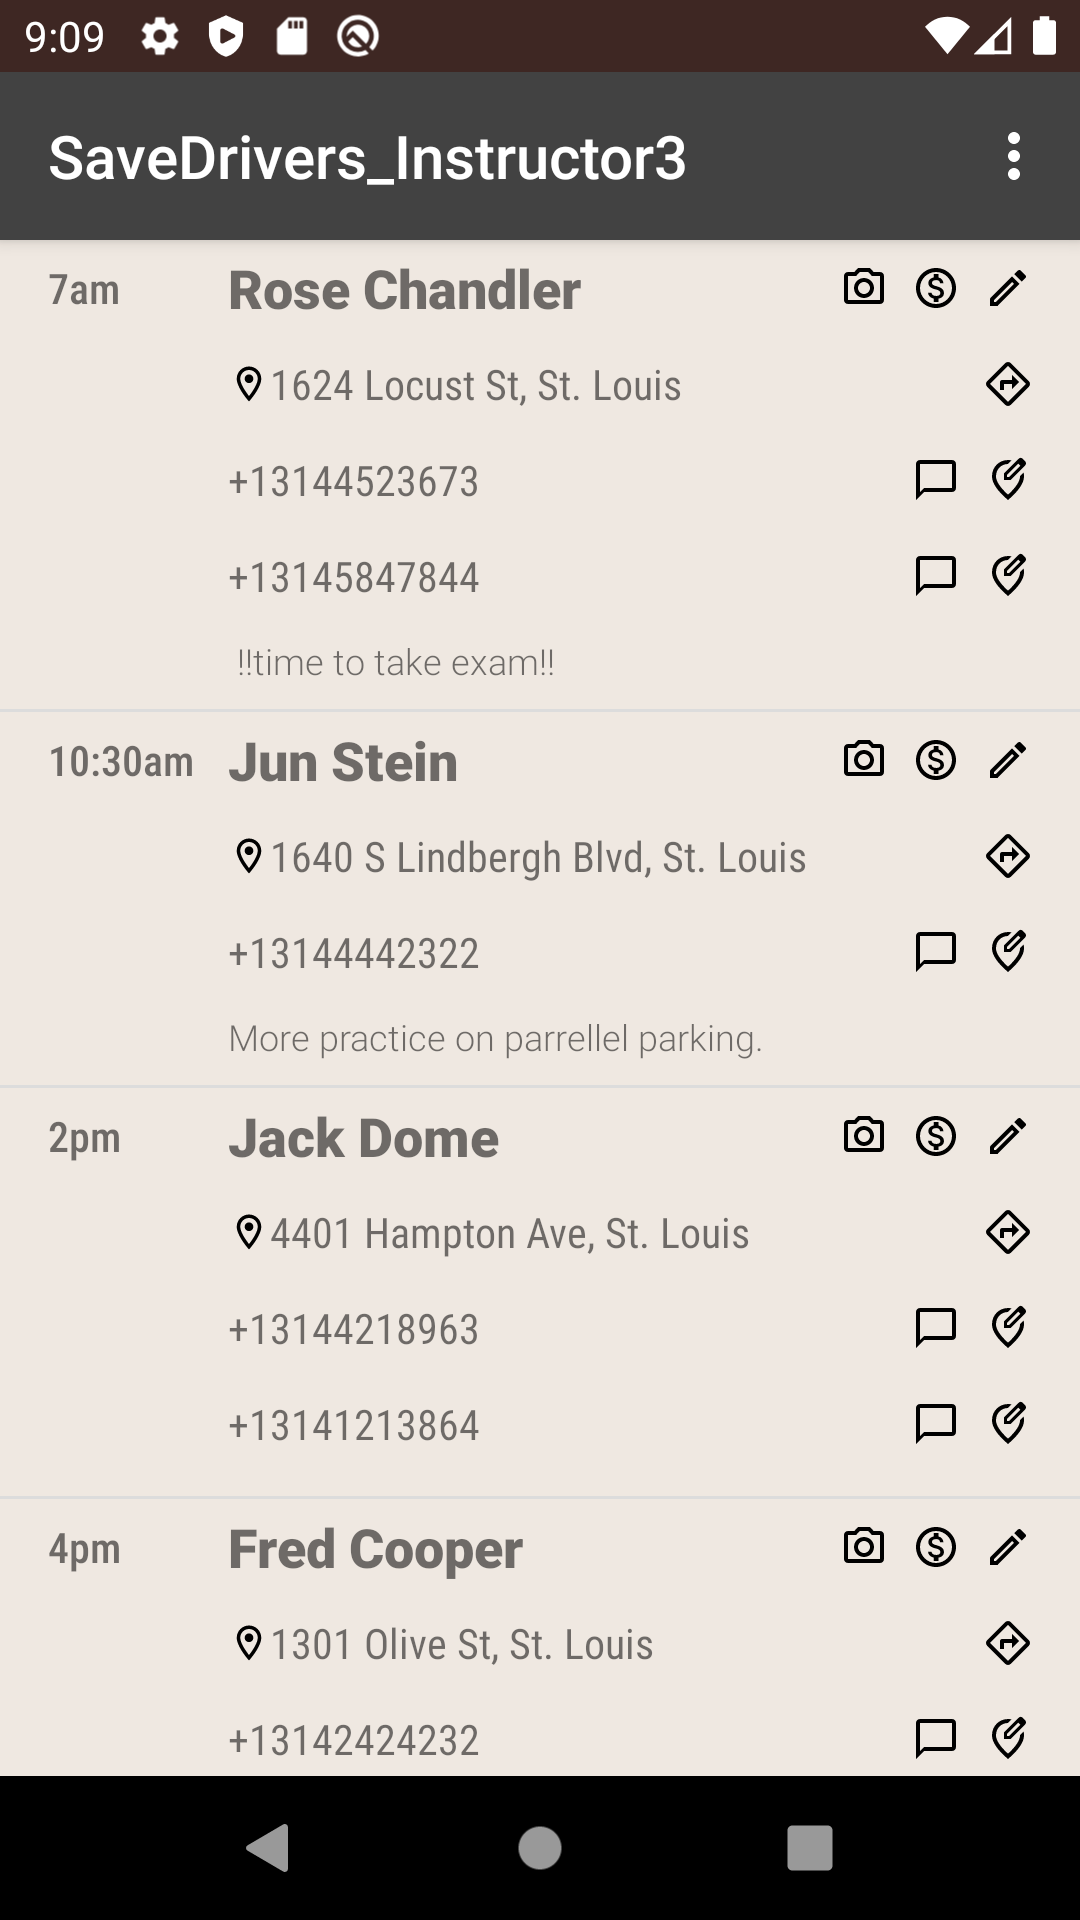 9:09
SaveDrivers_Instructor3
7am Rose Chandler
1624 Locust St, St. Louis
+13144523673
+13145847844
!!time to take exam!!
10:30am Jun Stein
1640 S Lindbergh Blvd, St. Louis
+13144442322
More practice on parrellel parking.
2pm Jack Dome
4401 Hampton Ave, St. Louis
+13144218963
+13141213864
4pm Fred Cooper
1301 Olive St, St. Louis
+13142424232